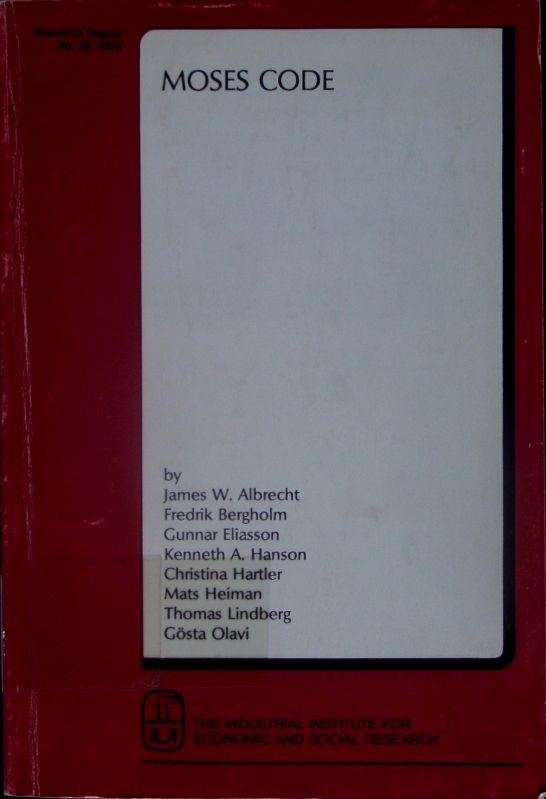 Research Report
No. 36 1989
MOSES CODE
by
James W. Albrecht
Fredrik Bergholm
Gunnar Eliasson
Kenneth A. Hanson
Christina Hartler
Mats Heiman
Thomas Lindberg
Gösta Olavi
IUI
THE INDUSTRIAL INSTITUTE FOR
ECONOMIC AND SOCIAL RESEARCH